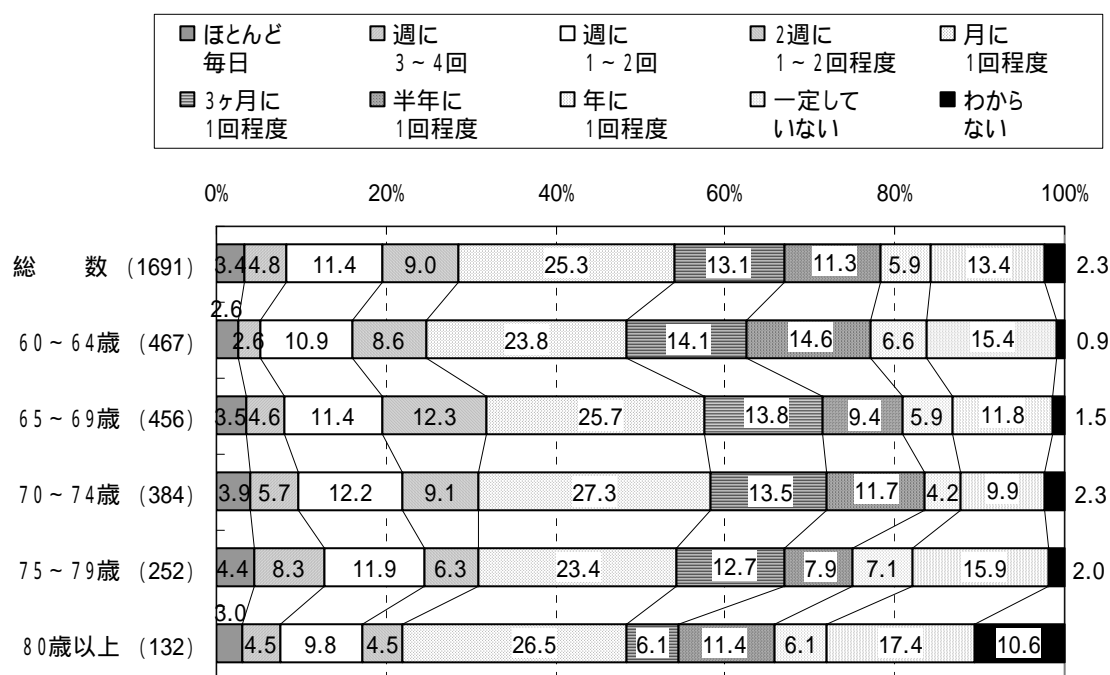 ほとんど 週に 週に 2週に 月に
毎日 3~4回 1~2回 1~2回程度 1回程度
3ヶ月に 半年に 年に 一定して わから
1回程度 1回程度 1回程度 いない ない
0% 20% 40% 60% 80% 100%
総 数 (1691) 3.4 4.8 11.4 9.0 25.3 13.1 11.3 5.9 13.4 2.3
2.6
60~64歳 (467) 2.6 10.9 8.6 23.8 14.1 14.6 6.6 15.4 0.9
65~69歳 (456) 3.5 4.6 11.4 12.3 25.7 13.8 9.4 5.9 11.8 1.5
70~74歳 (384) 3.9 5.7 12.2 9.1 27.3 13.5 11.7 4.2 9.9 2.3
75~79歳 (252) 4.4 8.3 11.9 6.3 23.4 12.7 7.9 7.1 15.9 2.0
3.0
80歳以上 (132) 4.5 9.8 4.5 26.5 6.1 11.4 6.1 17.4 10.6